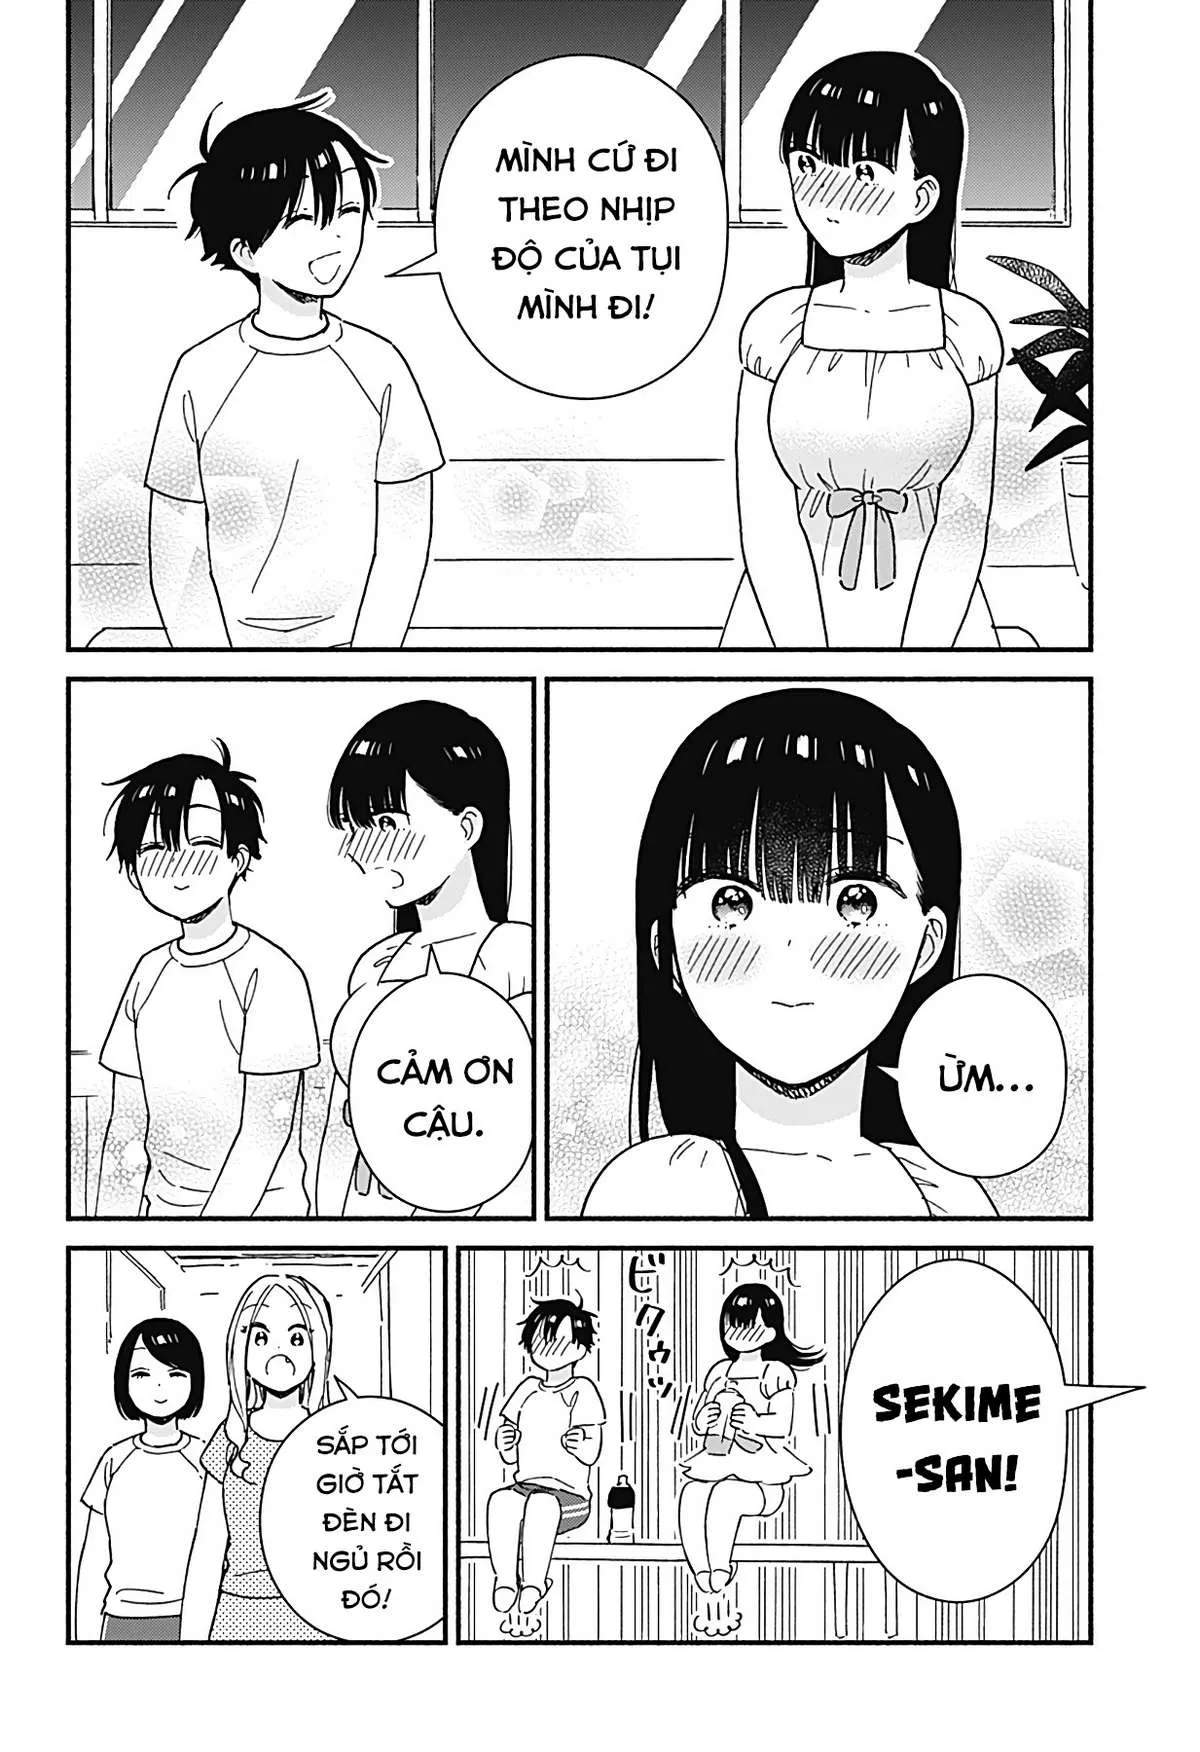 MÌNH CỨ ĐI
THEO NHỊP
ĐỘ CỦA TỤI
MÌNH ĐI!
ỪM...
CẢM ƠN
CẬU.
SEKIME
-SAN!
ビクゥッ
SẮP TỚI
GIỜ TẮT
ĐÈN ĐI
NGỦ RỒI
ĐÓ!